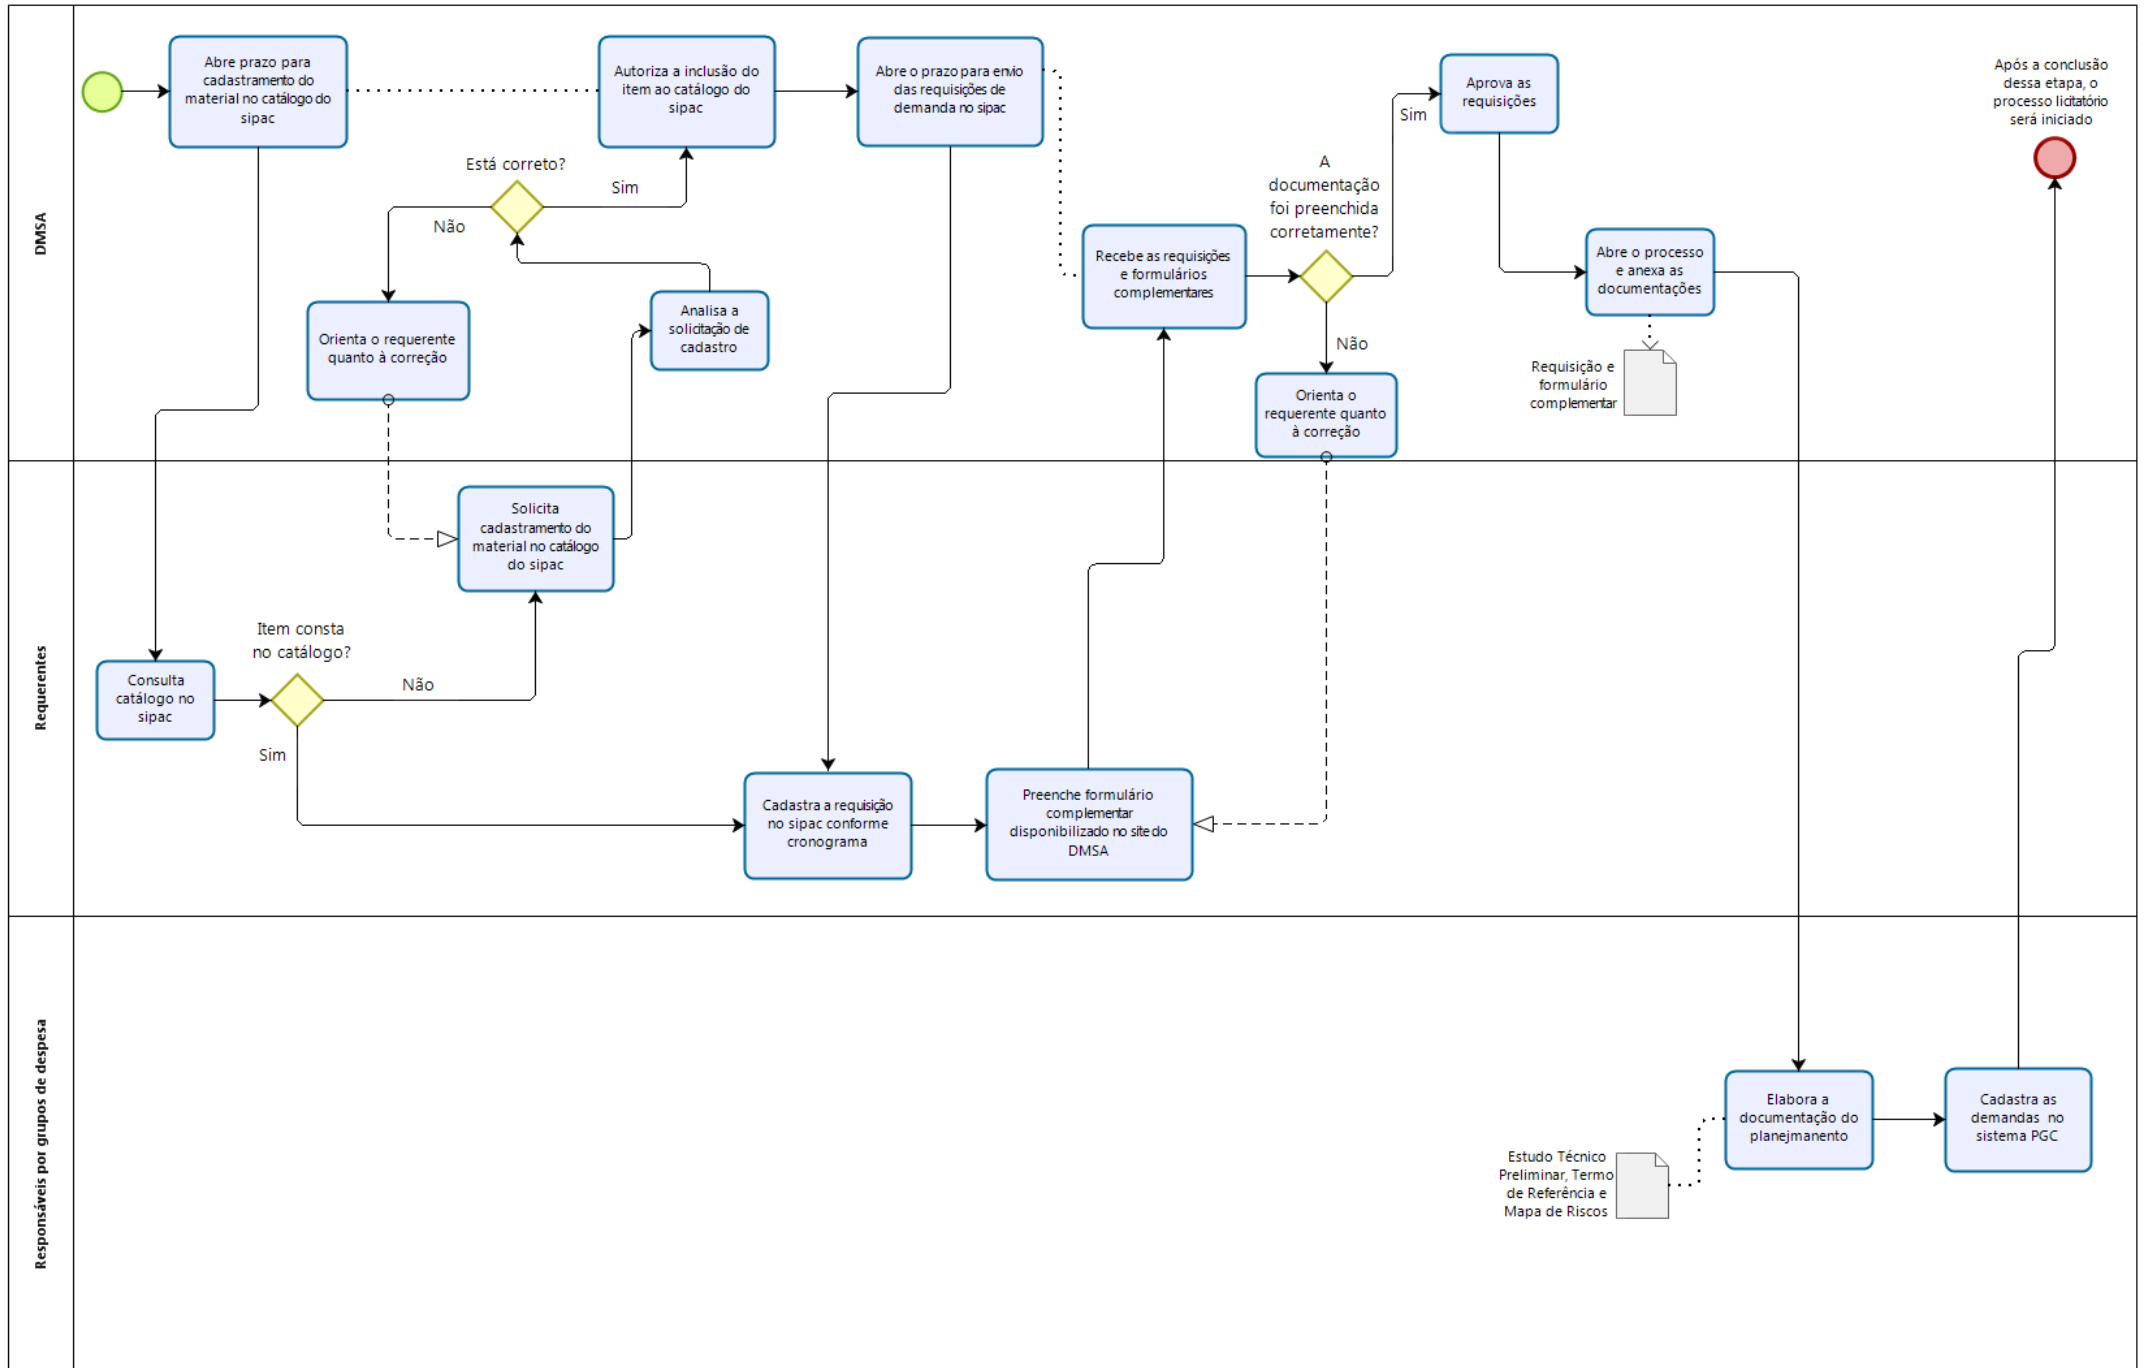 DMSA
Abre prazo para
cadastramento do
material no catálogo do
sipac
Autoriza a inclusão do
item ao catálogo do
sipac
Abre o prazo para envio
das requisições de
demanda no sipac
Está correto?
Sim
Não
Orienta o requerente
quanto à correção
Analisa a
solicitação de
cadastro
Recebe as requisições
e formulários
complementares
A
documentação
foi preenchida
corretamente?
Sim
Não
Aprova as
requisições
Orienta o
requerente quanto
à correção
Abre o processo
e anexa as
documentações
Requisição e
formulário
complementar
Após a conclusão
dessa etapa, o
processo licitatório
será iniciado
Requerentes
Solicita
cadastramento do
material no catálogo
do sipac
Item consta
no catálogo?
Não
Sim
Consulta
catálogo no
sipac
Cadastra a requisição
no sipac conforme
cronograma
Preenche formulário
complementar
disponibilizado no site do
DMSA
Responsáveis por grupos de despesa
Estudo Técnico
Preliminar, Termo
de Referência e
Mapa de Riscos
Elabora a
documentação do
planejmanento
Cadastra as
demandas no
sistema PGC